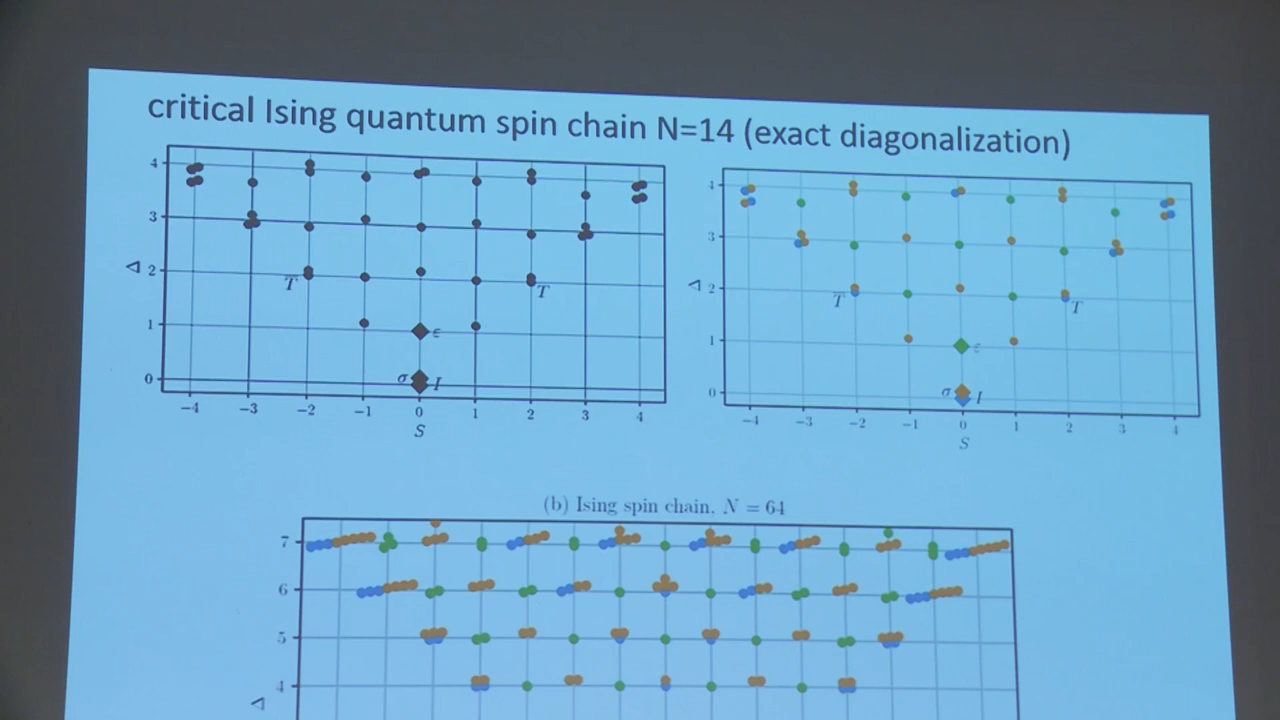 critical Ising quantum spin chain N=14 (exact diagonalization)
4
3
Δ 2
1
0
T̅
T
ε
σ I
−4 −3 −2 −1 0 1 2 3 4
S
4
3
Δ 2
1
0
T̅
T
ε
σ I
−4 −3 −2 −1 0 1 2 3 4
S
(b) Ising spin chain, N = 64
7
6
5
4
Δ